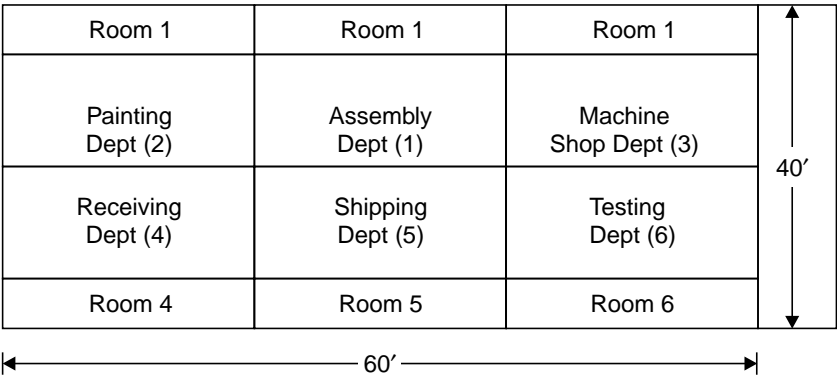 Room 1
Room 1
Room 1
Painting
Dept (2)
Assembly
Dept (1)
Machine
Shop Dept (3)
40′
Receiving
Dept (4)
Shipping
Dept (5)
Testing
Dept (6)
Room 4
Room 5
Room 6
60′